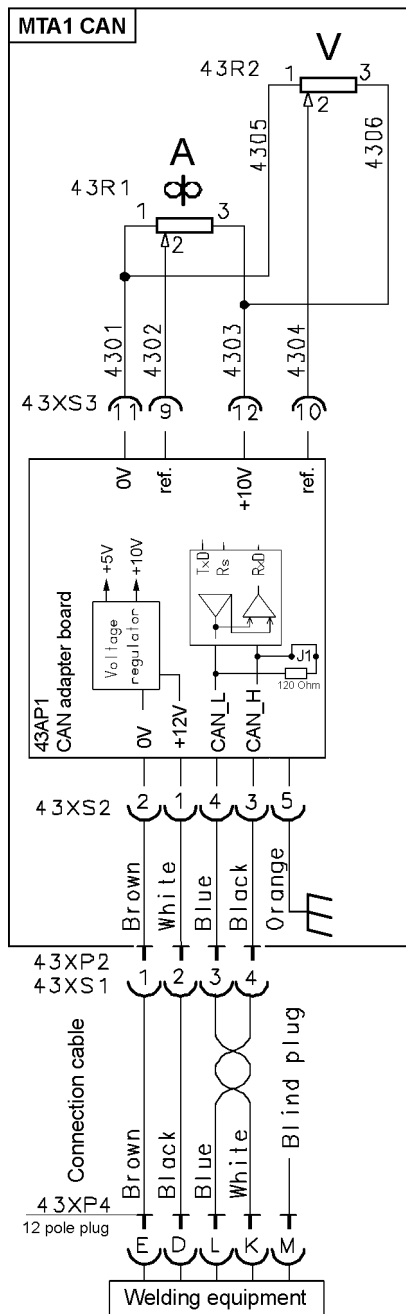 MTA1 CAN
V
43R2
1
3
2
4305
4306
A
43R1
1
3
2
4301
4302
4303
4304
43XS3
11
9
12
10
0V
ref.
+10V
ref.
+5V
+10V
TxD
Rs
RxD
Voltage
regulator
J1
120 Ohm
43AP1
CAN adapter board
0V
+12V
CAN_L
CAN_H
43XS2
2
1
4
3
5
Brown
White
Blue
Black
Orange
43XP2
43XS1
1
2
3
4
Connection cable
Brown
Black
Blue
White
Blind plug
43XP4
12 pole plug
E
D
L
K
M
Welding equipment